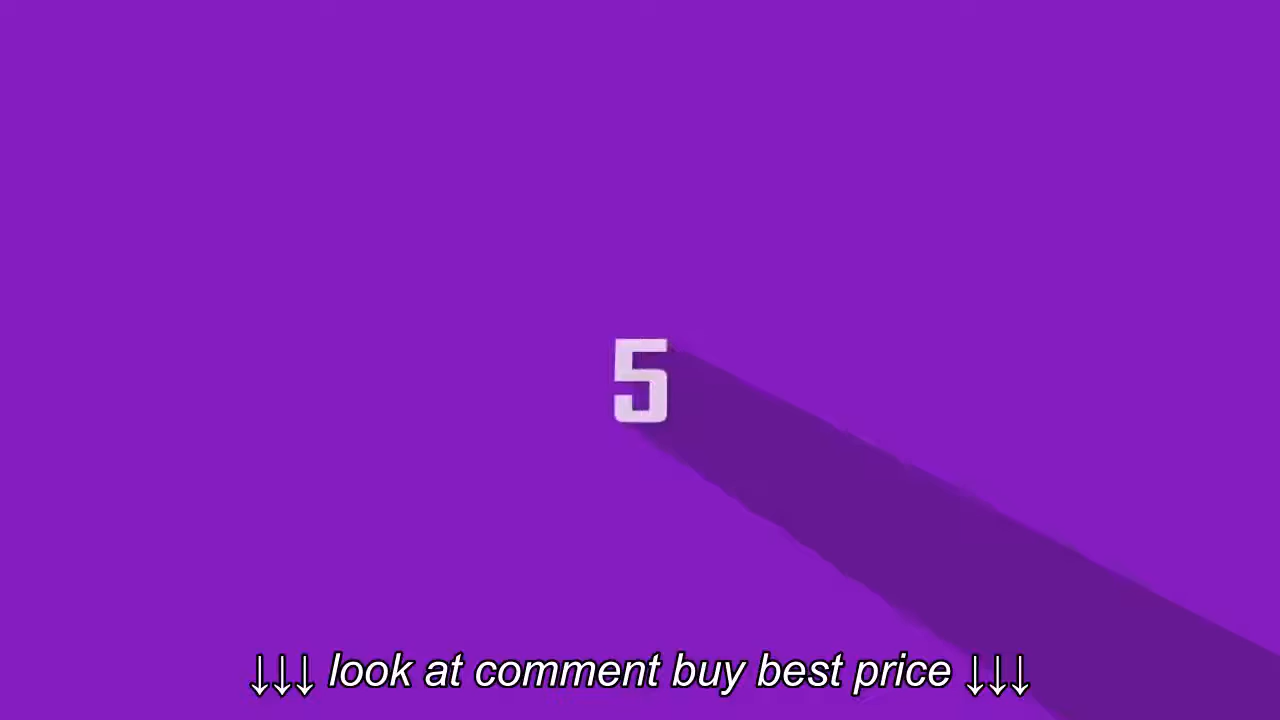 5
↓↓↓ look at comment buy best price ↓↓↓